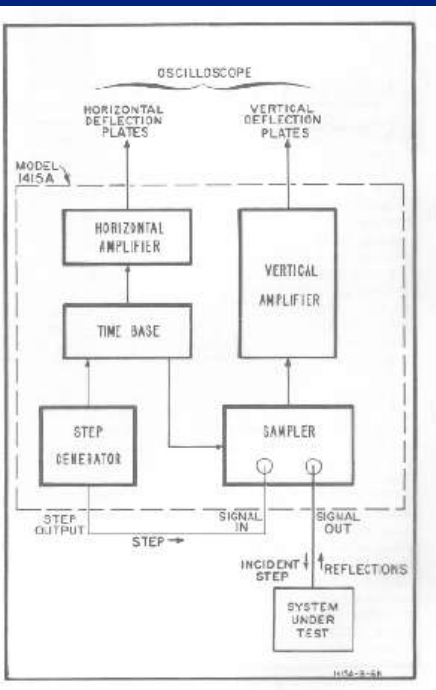 OSCILLOSCOPE
HORIZONTAL
DEFLECTION
PLATES
VERTICAL
DEFLECTION
PLATES
MODEL
1415A
HORIZONTAL
AMPLIFIER
VERTICAL
AMPLIFIER
TIME BASE
STEP
GENERATOR
SAMPLER
STEP
OUTPUT
STEP
SIGNAL
IN
SIGNAL
OUT
INCIDENT
STEP
REFLECTIONS
SYSTEM
UNDER
TEST